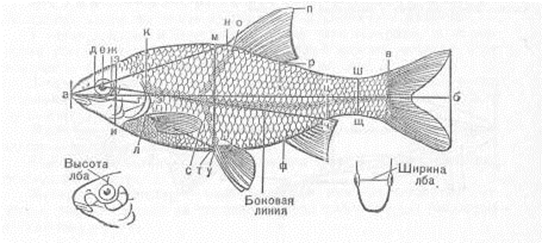 п
н о
м
к
д е ж
з
р
в
ш
а
б
щ
и
л
с т у
ф
Высота
лба
Боковая
линия
Ширина
лба